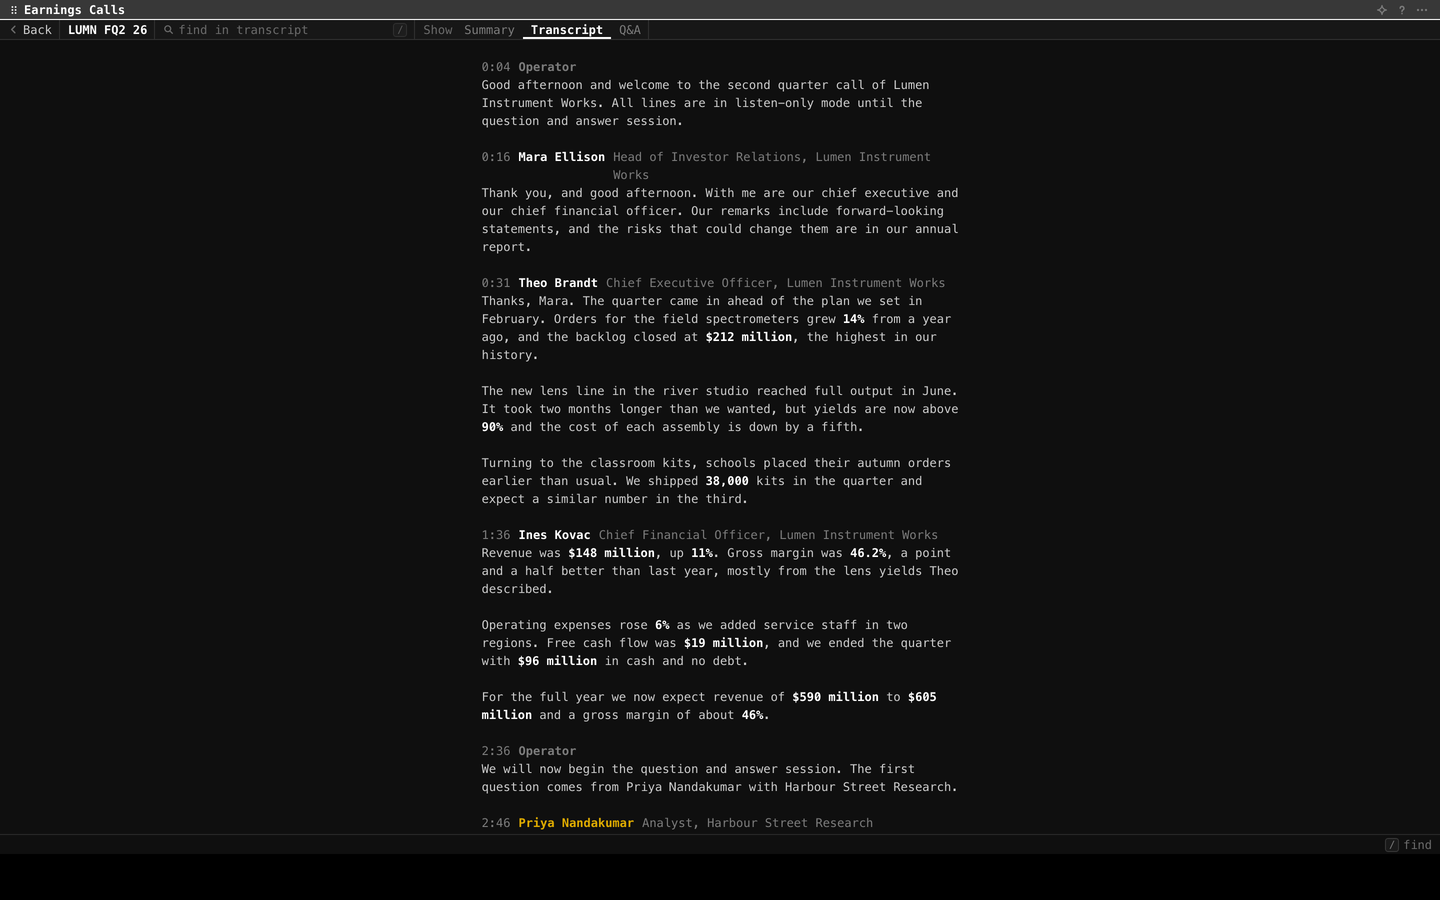 Earnings Calls
?
Back LUMN FQ2 26 find in transcript / Show Summary Transcript Q&A
0:04 Operator
Good afternoon and welcome to the second quarter call of Lumen
Instrument Works. All lines are in listen-only mode until the
question and answer session.
0:16 Mara Ellison Head of Investor Relations, Lumen Instrument
Works
Thank you, and good afternoon. With me are our chief executive and
our chief financial officer. Our remarks include forward-looking
statements, and the risks that could change them are in our annual
report.
0:31 Theo Brandt Chief Executive Officer, Lumen Instrument Works
Thanks, Mara. The quarter came in ahead of the plan we set in
February. Orders for the field spectrometers grew 14% from a year
ago, and the backlog closed at $212 million, the highest in our
history.
The new lens line in the river studio reached full output in June.
It took two months longer than we wanted, but yields are now above
90% and the cost of each assembly is down by a fifth.
Turning to the classroom kits, schools placed their autumn orders
earlier than usual. We shipped 38,000 kits in the quarter and
expect a similar number in the third.
1:36 Ines Kovac Chief Financial Officer, Lumen Instrument Works
Revenue was $148 million, up 11%. Gross margin was 46.2%, a point
and a half better than last year, mostly from the lens yields Theo
described.
Operating expenses rose 6% as we added service staff in two
regions. Free cash flow was $19 million, and we ended the quarter
with $96 million in cash and no debt.
For the full year we now expect revenue of $590 million to $605
million and a gross margin of about 46%.
2:36 Operator
We will now begin the question and answer session. The first
question comes from Priya Nandakumar with Harbour Street Research.
2:46 Priya Nandakumar Analyst, Harbour Street Research
/ find